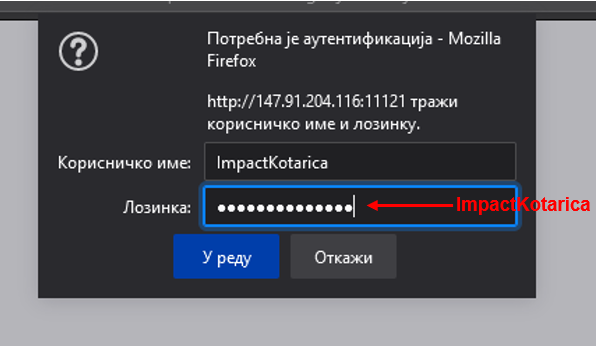 Потребна је аутентификација - Mozilla
Firefox
http://147.91.204.116:11121 тражи
корисничко име и лозинку.
Корисничко име: ImpactKotarica
Лозинка: ●●●●●●●●●●●●●● ImpactKotarica
У реду Откажи